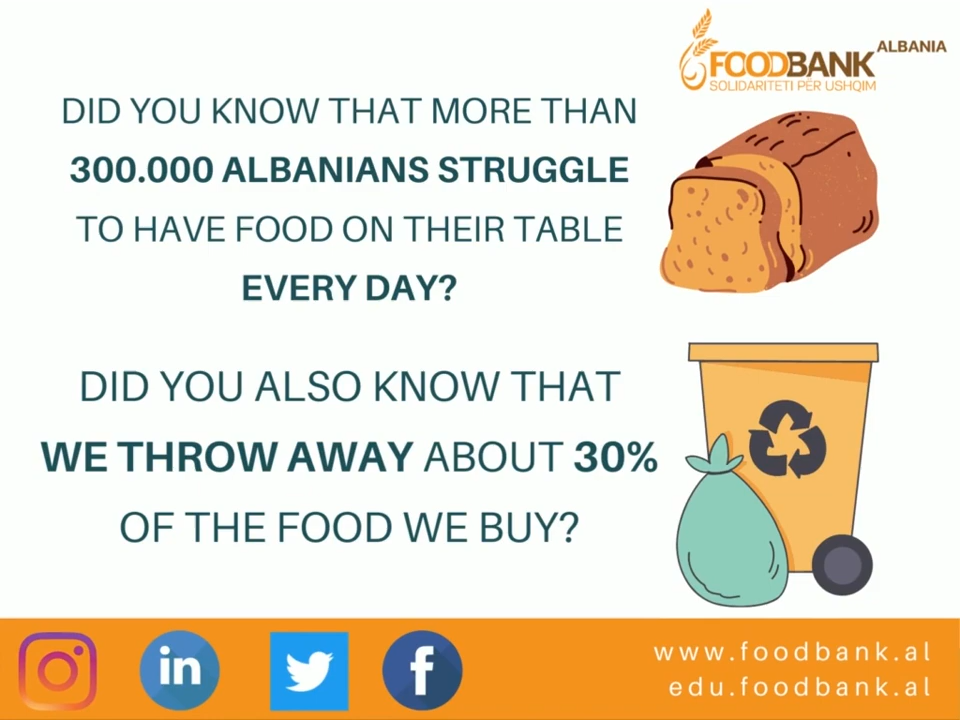 ALBANIA
FOODBANK
SOLIDARITETI PËR USHQIM
DID YOU KNOW THAT MORE THAN
300.000 ALBANIANS STRUGGLE
TO HAVE FOOD ON THEIR TABLE
EVERY DAY?
DID YOU ALSO KNOW THAT
WE THROW AWAY ABOUT 30%
OF THE FOOD WE BUY?
in
f
www.foodbank.al
edu.foodbank.al